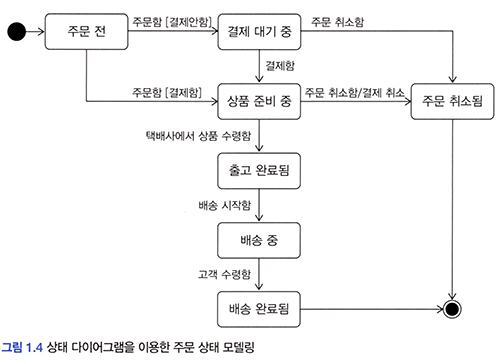 주문 전
주문함 [결제안함]
결제 대기 중
주문 취소함
결제함
주문함 [결제함]
상품 준비 중
주문 취소함/결제 취소
주문 취소됨
택배사에서 상품 수령함
출고 완료됨
배송 시작함
배송 중
고객 수령함
배송 완료됨
그림 1.4 상태 다이어그램을 이용한 주문 상태 모델링